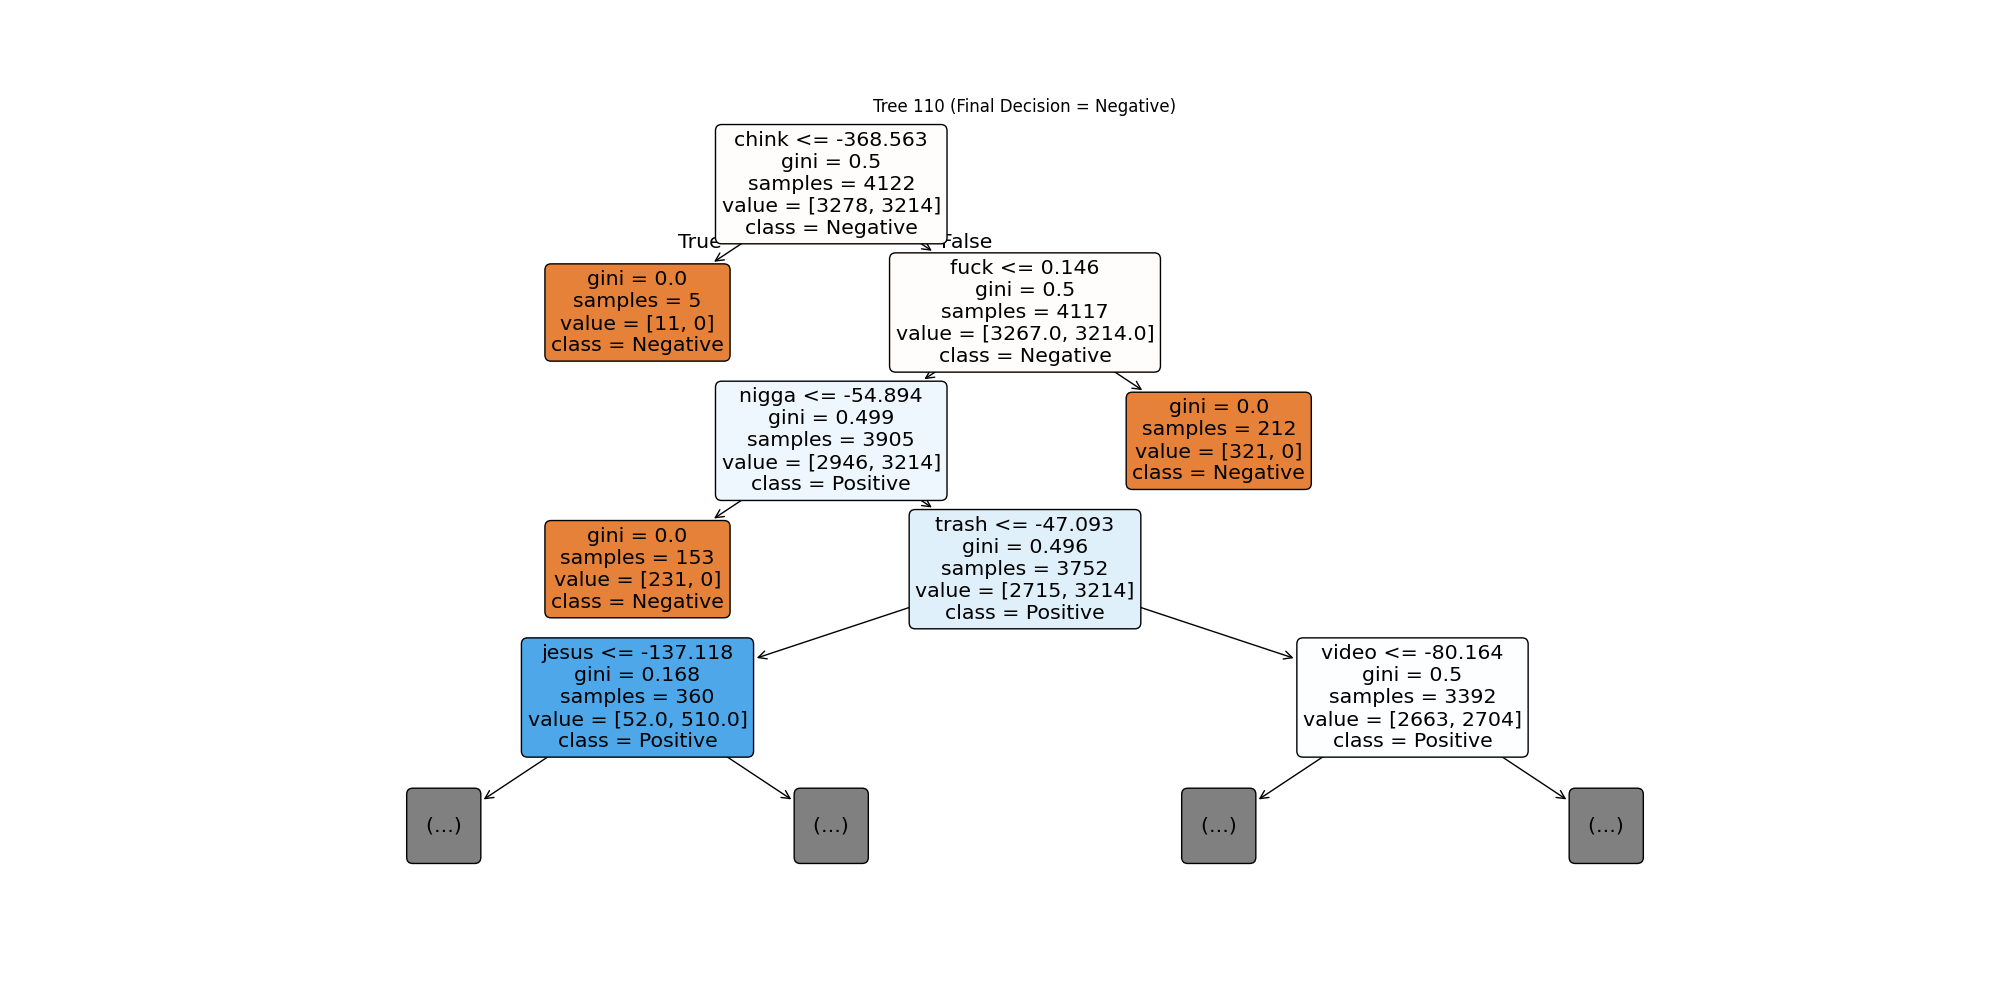 Tree 110 (Final Decision = Negative)
chink <= -368.563
gini = 0.5
samples = 4122
value = [3278, 3214]
class = Negative
True
False
gini = 0.0
samples = 5
value = [11, 0]
class = Negative
fuck <= 0.146
gini = 0.5
samples = 4117
value = [3267.0, 3214.0]
class = Negative
nigga <= -54.894
gini = 0.499
samples = 3905
value = [2946, 3214]
class = Positive
gini = 0.0
samples = 212
value = [321, 0]
class = Negative
gini = 0.0
samples = 153
value = [231, 0]
class = Negative
trash <= -47.093
gini = 0.496
samples = 3752
value = [2715, 3214]
class = Positive
jesus <= -137.118
gini = 0.168
samples = 360
value = [52.0, 510.0]
class = Positive
video <= -80.164
gini = 0.5
samples = 3392
value = [2663, 2704]
class = Positive
(...)
(...)
(...)
(...)